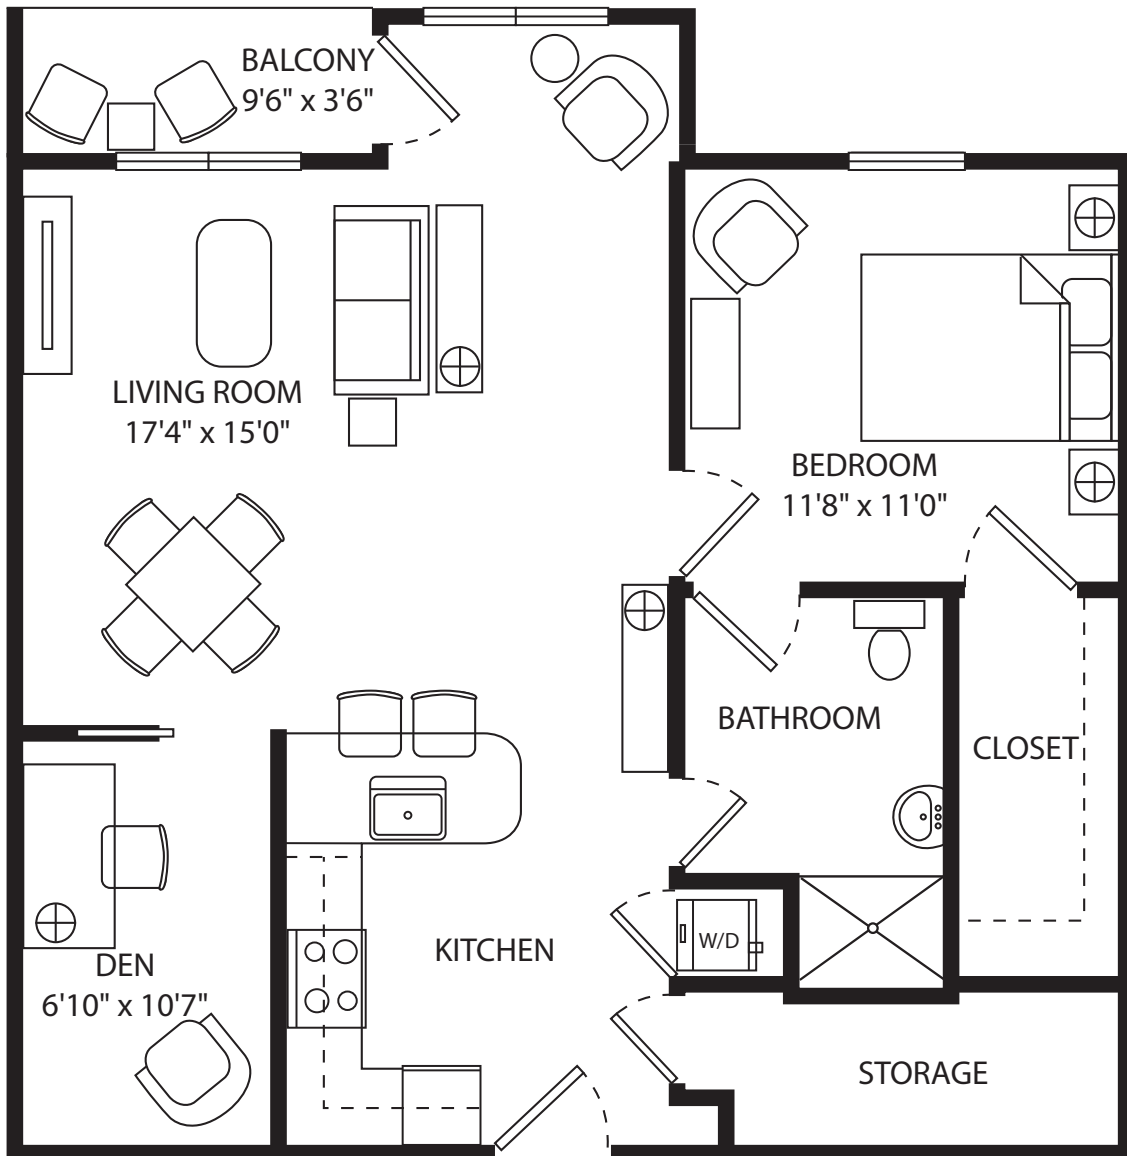 BALCONY
9'6" x 3'6"
LIVING ROOM
17'4" x 15'0"
BEDROOM
11'8" x 11'0"
BATHROOM
CLOSET
KITCHEN
W/D
DEN
6'10" x 10'7"
STORAGE